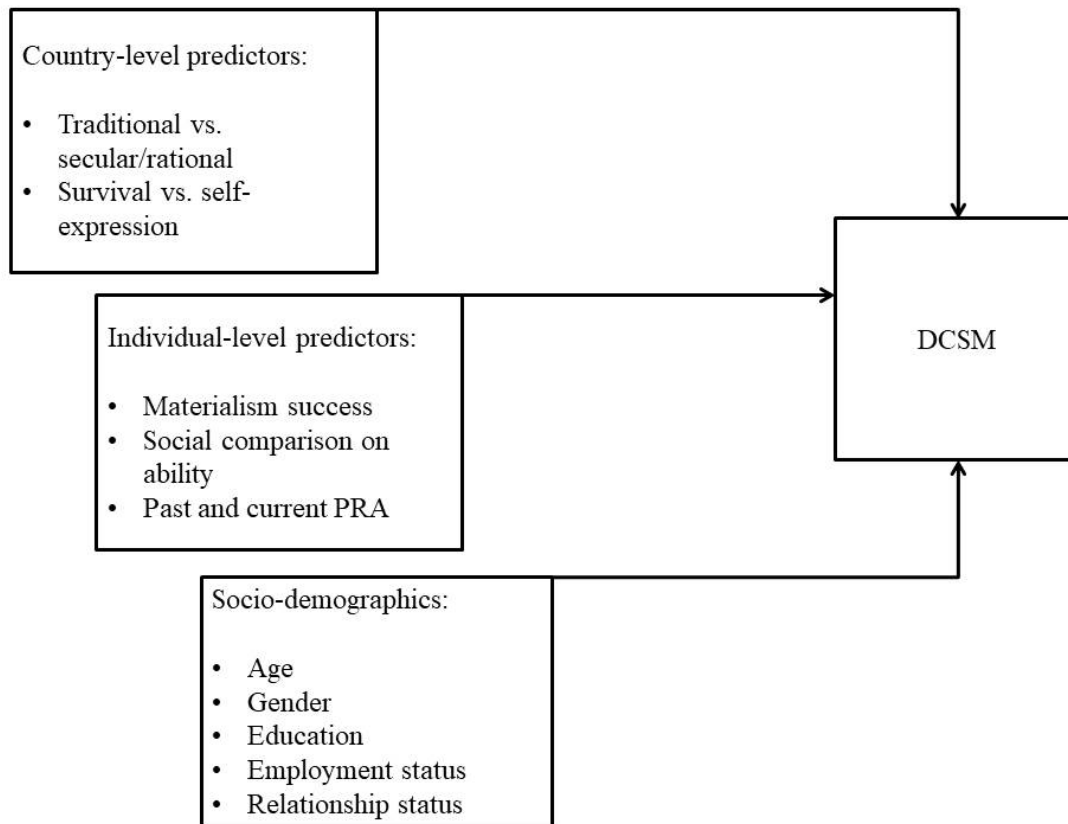 Country-level predictors:
• Traditional vs.
secular/rational
• Survival vs. self-
expression
Individual-level predictors:
• Materialism success
• Social comparison on
ability
• Past and current PRA
DCSM
Socio-demographics:
• Age
• Gender
• Education
• Employment status
• Relationship status